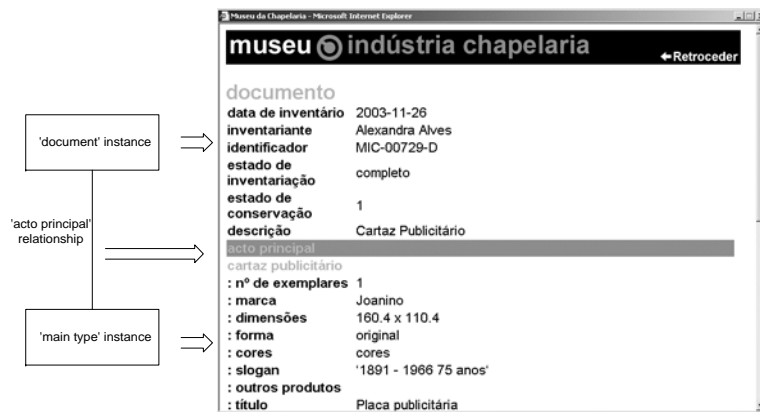 Museu da Chapelaria - Microsoft Internet Explorer
museu indústria chapelaria
Retroceder
documento
data de inventário 2003-11-26
inventariante Alexandra Alves
identificador MIC-00729-D
estado de
inventariação completo
estado de
conservação 1
descrição Cartaz Publicitário
acto principal
cartaz publicitário
: nº de exemplares 1
: marca Joanino
: dimensões 160.4 x 110.4
: forma original
: cores cores
: slogan '1891 - 1966 75 anos'
: outros produtos
: título Placa publicitária
'document' instance
'acto principal'
relationship
'main type' instance